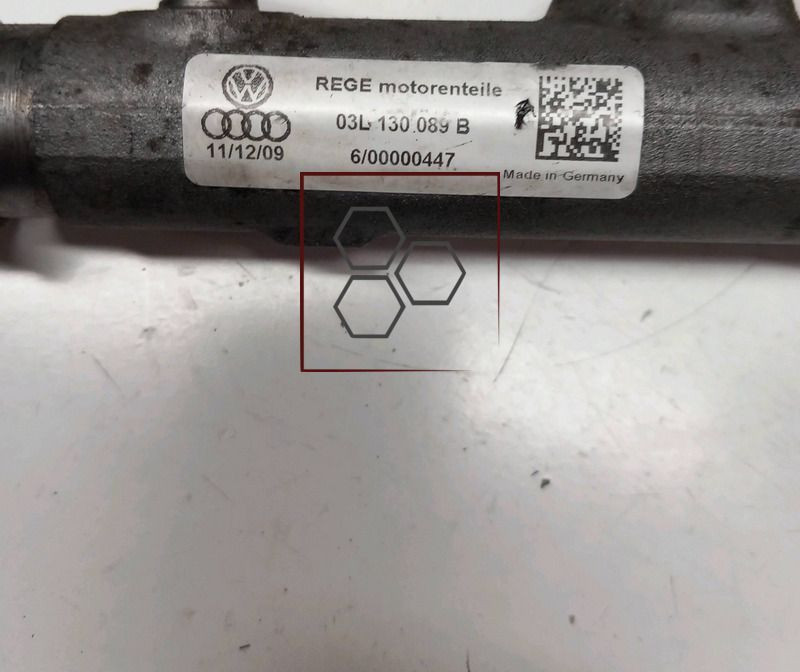 REGE motorenteile
03L 130 089 B
11/12/09
6/00000447
Made in Germany